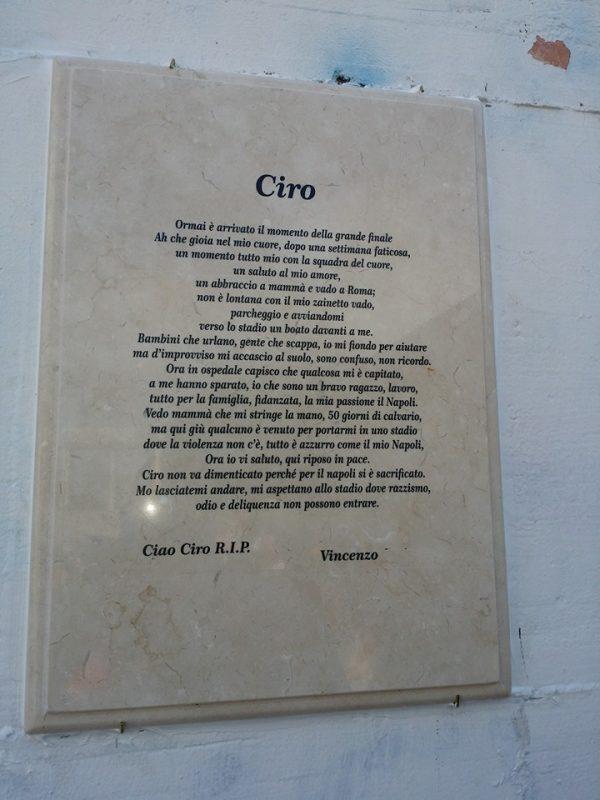 Ciro
Ormai è arrivato il momento della grande finale
Ah che gioia nel mio cuore, dopo una settimana faticosa,
un momento tutto mio con la squadra del cuore,
un saluto al mio amore,
un abbraccio a mammà e vado a Roma;
non è lontana con il mio zainetto vado,
parcheggio e avviandomi
verso lo stadio un boato davanti a me.
Bambini che urlano, gente che scappa, io mi fiondo per aiutare
ma d'improvviso mi accascio al suolo, sono confuso, non ricordo.
Ora in ospedale capisco che qualcosa mi è capitato,
a me hanno sparato, io che sono un bravo ragazzo, lavoro,
tutto per la famiglia, fidanzata, la mia passione il Napoli.
Vedo mammà che mi stringe la mano, 50 giorni di calvario,
ma qui giù qualcuno è venuto per portarmi in uno stadio
dove la violenza non c'è, tutto è azzurro come il mio Napoli,
Ora io vi saluto, qui riposo in pace.
Ciro non va dimenticato perché per il napoli si è sacrificato.
Mo lasciatemi andare, mi aspettano allo stadio dove razzismo,
odio e deliquenza non possono entrare.
Ciao Ciro R.I.P. Vincenzo